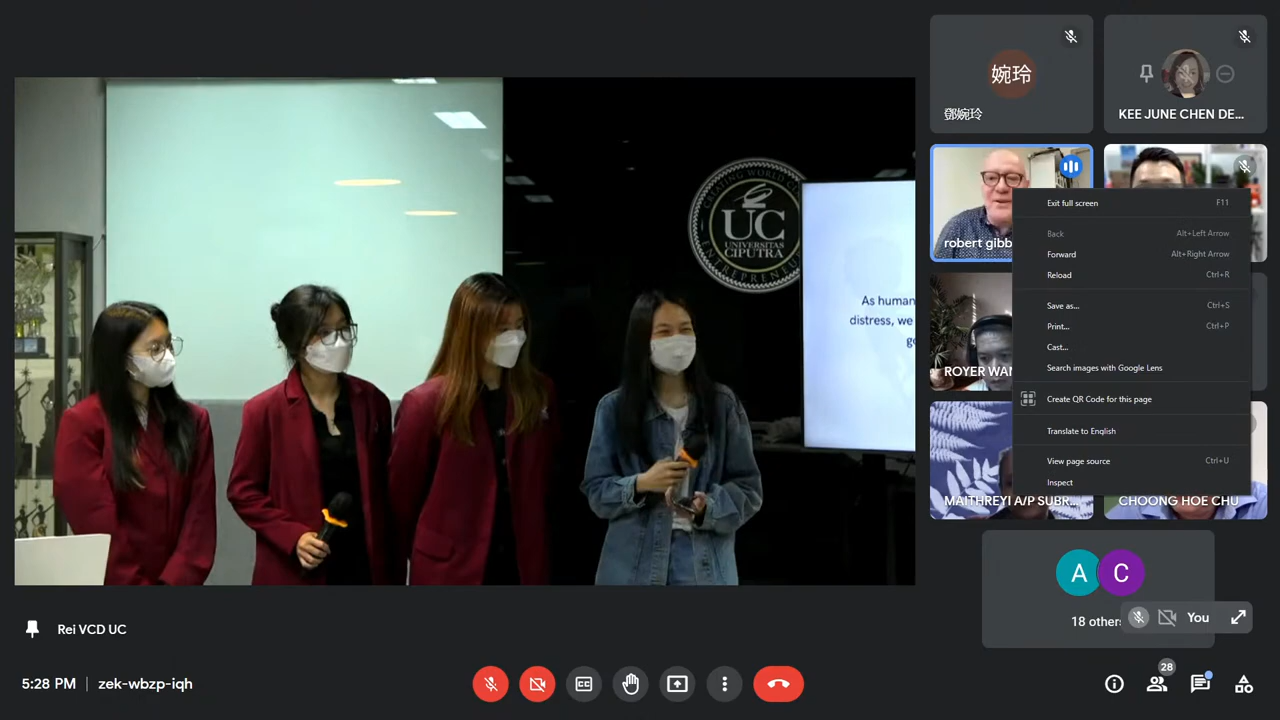 婉玲
鄧婉玲
KEE JUNE CHEN DE...
CREATING WORLD
UC
UNIVERSITAS
CIPUTRA
ENTREPRENEURS
As human
distress, we
robert gibb
ROYER WAN
MAITHREYI A/P SUBR...
CHOONG HOE CHU
Exit full screen F11
Back Alt+Left Arrow
Forward Alt+Right Arrow
Reload Ctrl+R
Save as... Ctrl+S
Print... Ctrl+P
Cast...
Search images with Google Lens
Create QR Code for this page
Translate to English
View page source Ctrl+U
Inspect
A C
18 others
You
Rei VCD UC
5:28 PM | zek-wbzp-iqh
28